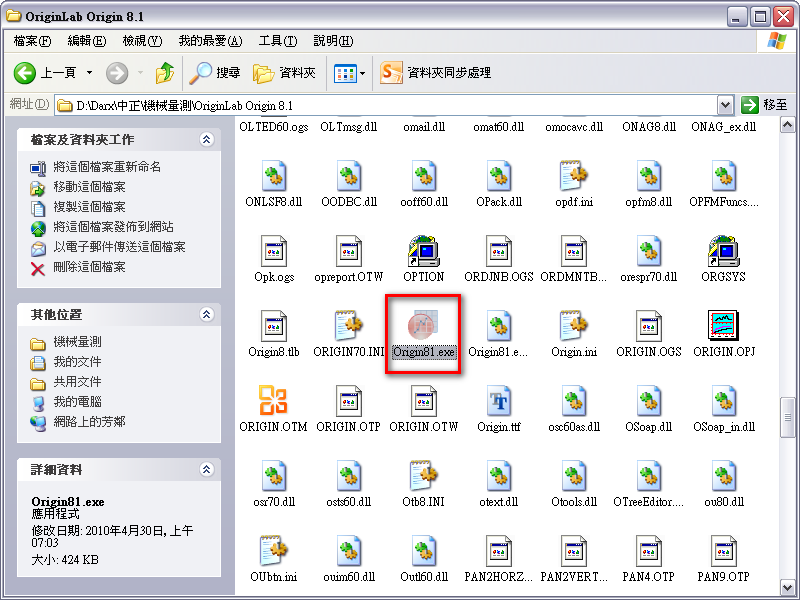 OriginLab Origin 8.1
檔案(F) 編輯(E) 檢視(V) 我的最愛(A) 工具(T) 說明(H)
上一頁 搜尋 資料夾 資料夾同步處理
網址(D) D:\Darx\中正\機械量測\OriginLab Origin 8.1 移至
檔案及資料夾工作
將這個檔案重新命名
移動這個檔案
複製這個檔案
將這個檔案發佈到網站
以電子郵件傳送這個檔案
刪除這個檔案
其他位置
機械量測
我的文件
共用文件
我的電腦
網路上的芳鄰
詳細資料
Origin81.exe
應用程式
修改日期: 2010年4月30日, 上午
07:03
大小: 424 KB
OLTED60.ogs OLTmsg.dll omail.dll omat60.dll omocavc.dll ONAG8.dll ONAG_ex.dll
ONLSF8.dll OODBC.dll ooff60.dll OPack.dll opdf.ini opfm8.dll OPFMFuncs....
Opk.ogs opreport.OTW OPTION ORDJNB.OGS ORDMNTB... orespr70.dll ORGSYS
Origin8.tlb ORIGIN70.INI Origin81.exe Origin81.e... Origin.ini ORIGIN.OGS ORIGIN.OPJ
ORIGIN.OTM ORIGIN.OTP ORIGIN.OTW Origin.ttf osc60as.dll OSoap.dll OSoap_in.dll
osr70.dll osts60.dll Otb8.INI otext.dll Otools.dll OTreeEditor.... ou80.dll
OUbtn.ini ouim60.dll Outl60.dll PAN2HORZ... PAN2VERT... PAN4.OTP PAN9.OTP